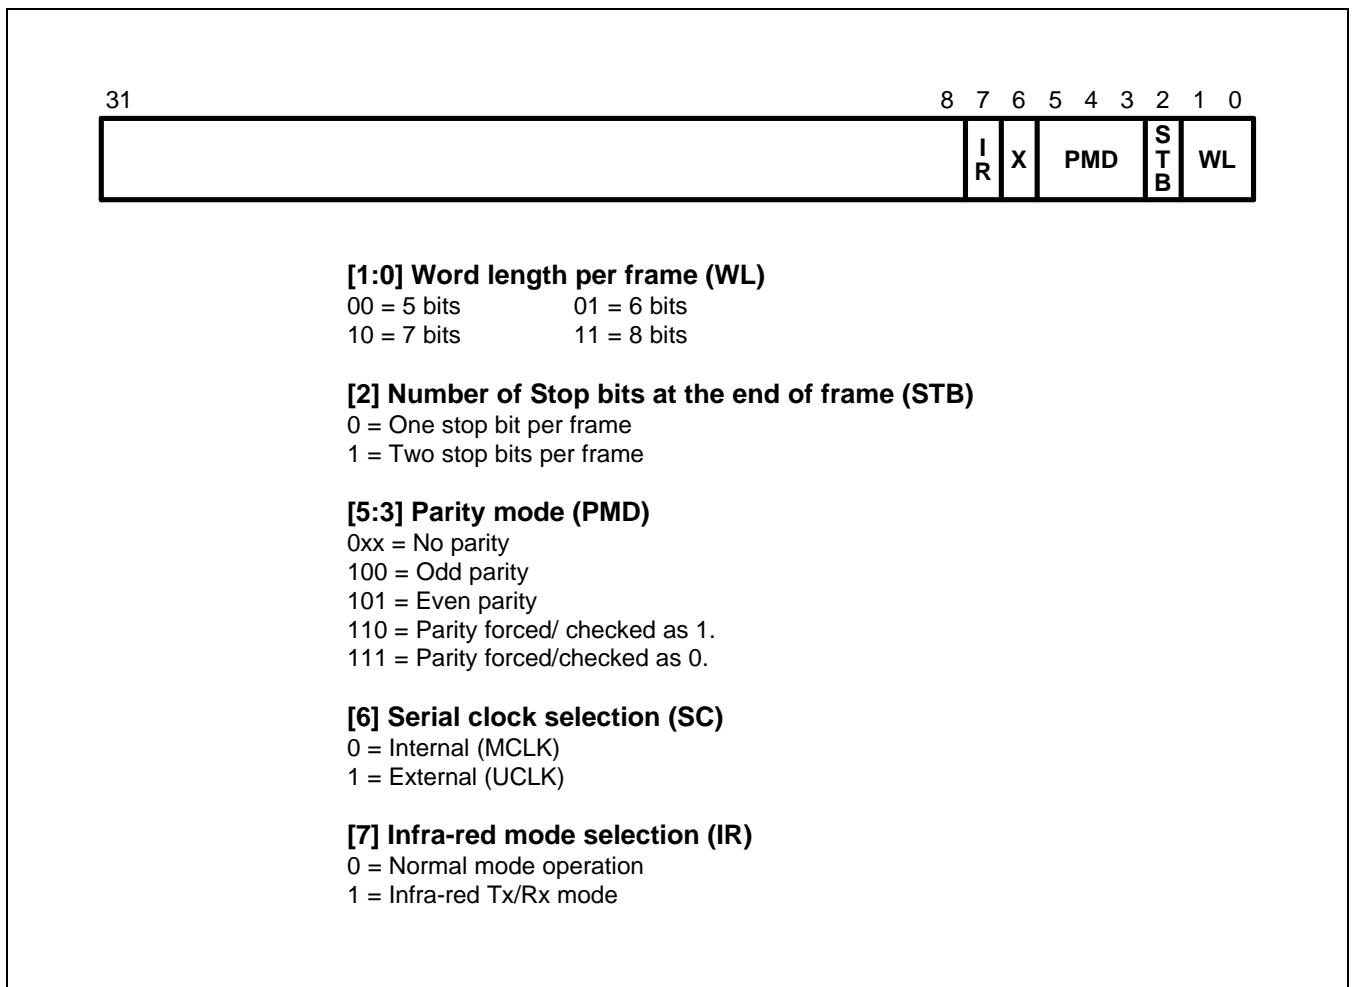 31 8 7 6 5 4 3 2 1 0
IR X PMD STB WL
[1:0] Word length per frame (WL)
00 = 5 bits 01 = 6 bits
10 = 7 bits 11 = 8 bits
[2] Number of Stop bits at the end of frame (STB)
0 = One stop bit per frame
1 = Two stop bits per frame
[5:3] Parity mode (PMD)
0xx = No parity
100 = Odd parity
101 = Even parity
110 = Parity forced/ checked as 1.
111 = Parity forced/checked as 0.
[6] Serial clock selection (SC)
0 = Internal (MCLK)
1 = External (UCLK)
[7] Infra-red mode selection (IR)
0 = Normal mode operation
1 = Infra-red Tx/Rx mode